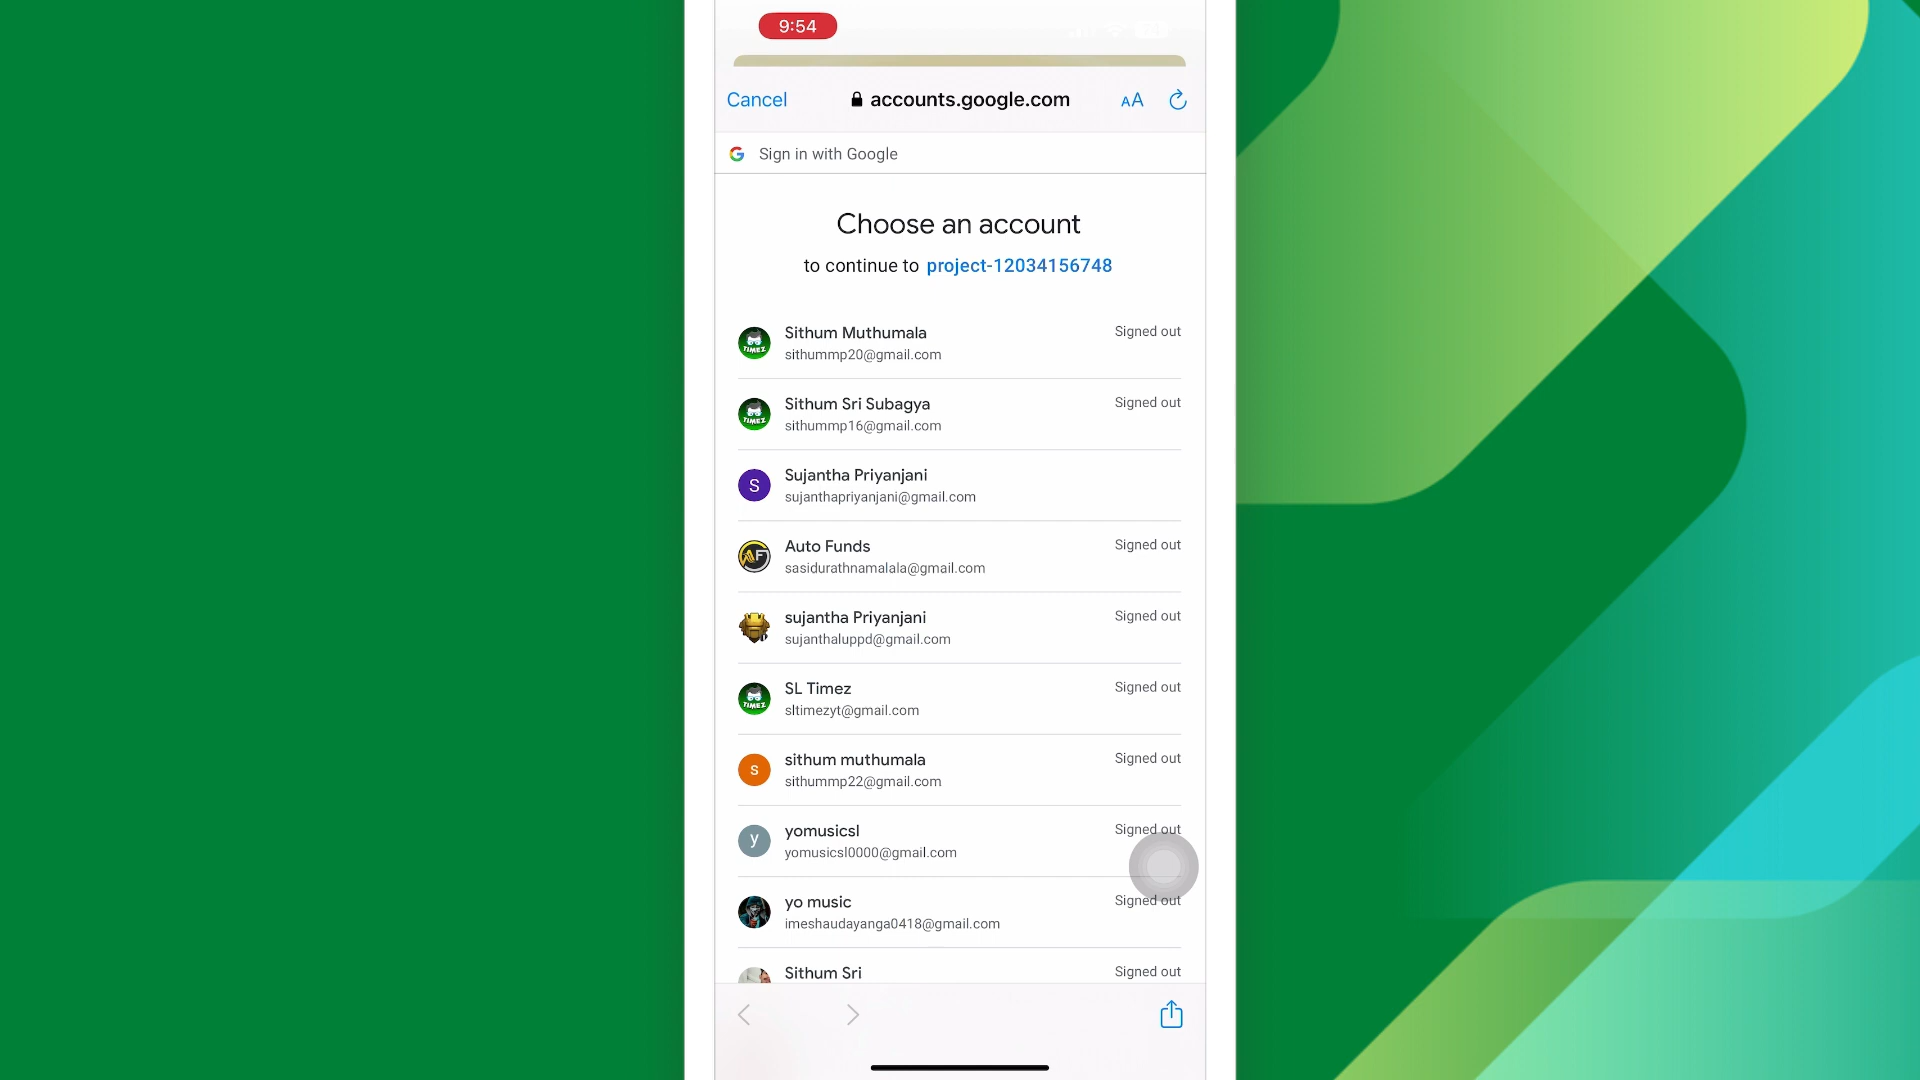 9:54
Cancel
accounts.google.com
AA
Sign in with Google
Choose an account
to continue to project-12034156748
Sithum Muthumala
Signed out
sithummp20@gmail.com
Sithum Sri Subagya
Signed out
sithummp16@gmail.com
S
Sujantha Priyanjani
sujanthapriyanjani@gmail.com
Auto Funds
Signed out
sasidurathnamalala@gmail.com
sujantha Priyanjani
Signed out
sujanthaluppd@gmail.com
SL Timez
Signed out
sltimezyt@gmail.com
s
sithum muthumala
Signed out
sithummp22@gmail.com
y
yomusicsl
Signed out
yomusicsl0000@gmail.com
yo music
Signed out
imeshaudayanga0418@gmail.com
Sithum Sri
Signed out